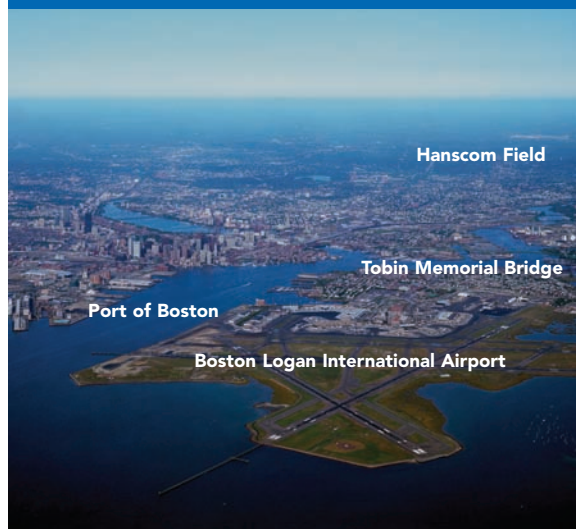 Hanscom Field
Tobin Memorial Bridge
Port of Boston
Boston Logan International Airport